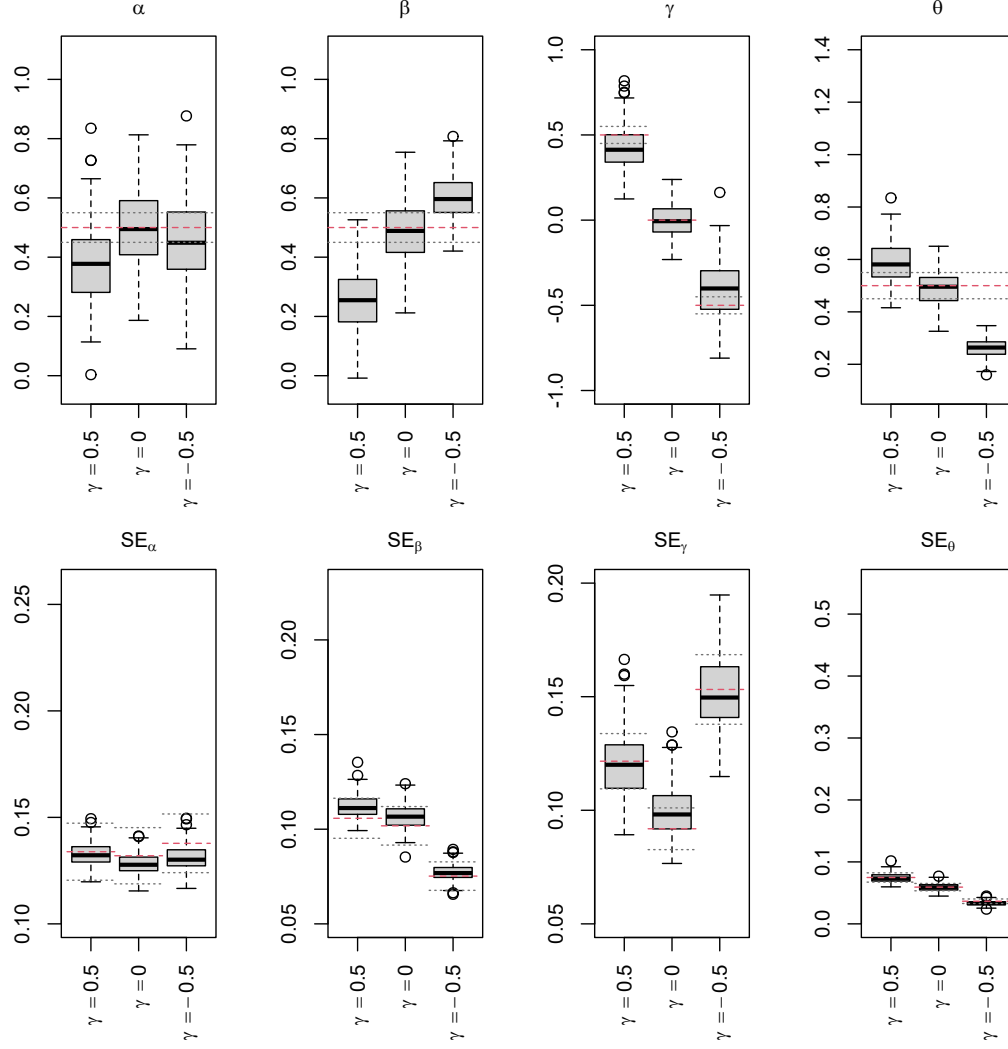 α
β
γ
θ
0.0 0.2 0.4 0.6 0.8 1.0
0.0 0.2 0.4 0.6 0.8 1.0
-1.0 -0.5 0.0 0.5 1.0
0.2 0.4 0.6 0.8 1.0 1.2 1.4
γ = 0.5
γ = 0
γ = − 0.5
γ = 0.5
γ = 0
γ = − 0.5
γ = 0.5
γ = 0
γ = − 0.5
γ = 0.5
γ = 0
γ = − 0.5
SEα
SEβ
SEγ
SEθ
0.10 0.15 0.20 0.25
0.05 0.10 0.15 0.20
0.05 0.10 0.15 0.20
0.0 0.1 0.2 0.3 0.4 0.5
γ = 0.5
γ = 0
γ = − 0.5
γ = 0.5
γ = 0
γ = − 0.5
γ = 0.5
γ = 0
γ = − 0.5
γ = 0.5
γ = 0
γ = − 0.5